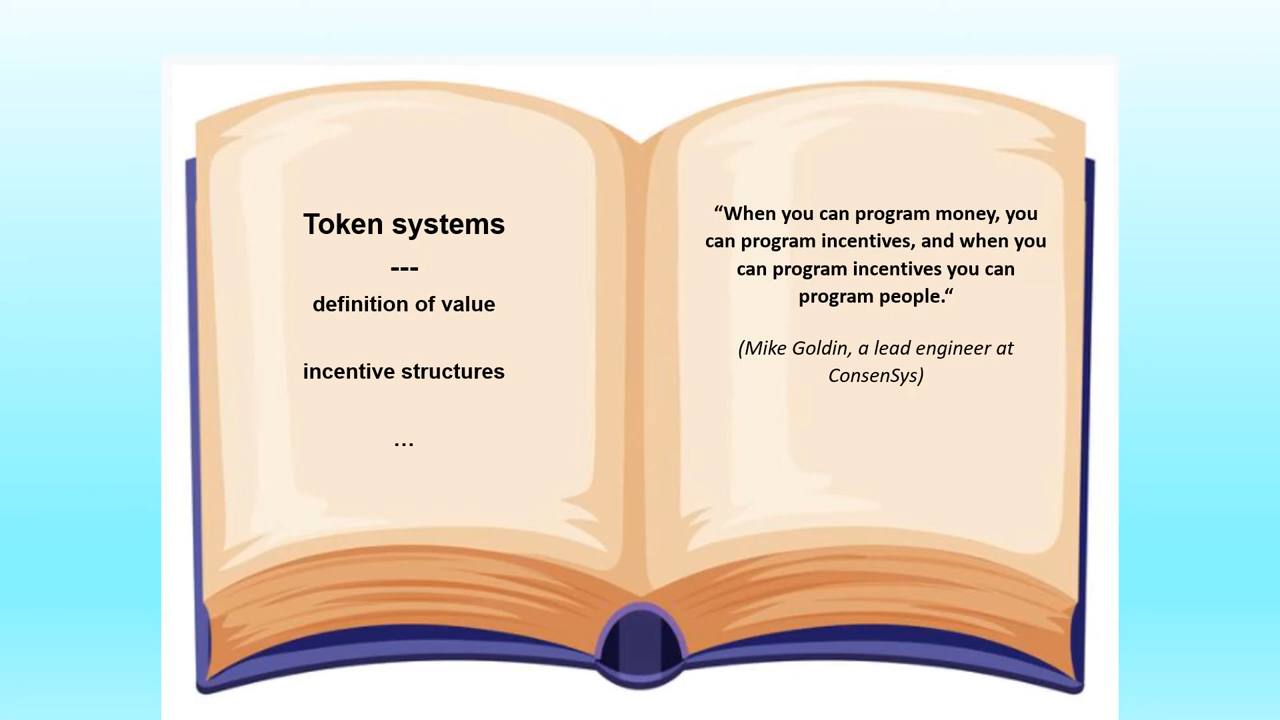 Token systems
---
definition of value
incentive structures
...
“When you can program money, you
can program incentives, and when you
can program incentives you can
program people.“
(Mike Goldin, a lead engineer at
ConsenSys)